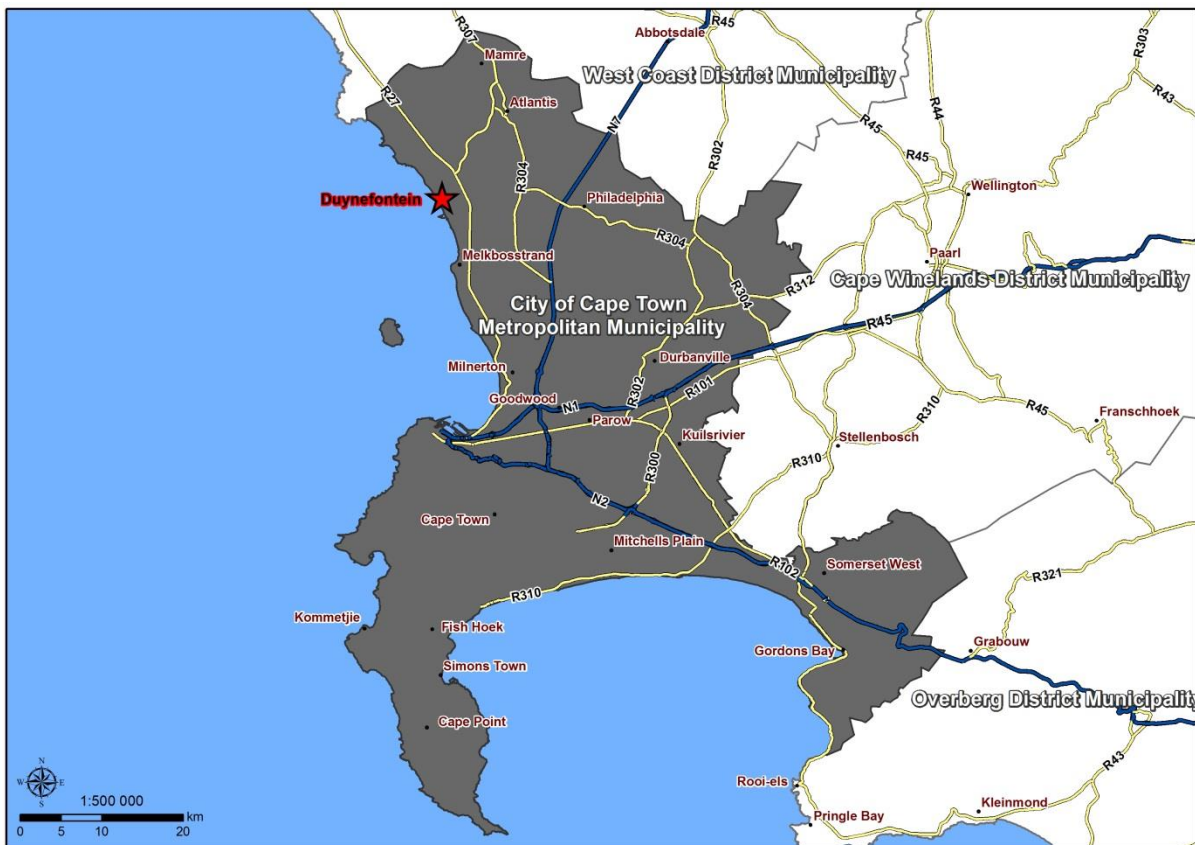 R45
R307
Abbotsdale
R303
Mamre
West Coast District Municipality
R27
R43
Atlantis
R44
N7
R45
R302
R45
R304
Wellington
Duynefontein
Philadelphia
R304
Paarl
Melkbosstrand
R312
Cape Winelands District Municipality
R304
City of Cape Town
Metropolitan Municipality
R45
Durbanville
Milnerton
R101
R302
Goodwood
N1
R310
R45
Franschhoek
Parow
Kuilsrivier
Stellenbosch
R310
R300
N2
Cape Town
Mitchells Plain
R102
Somerset West
R321
R310
Kommetjie
Fish Hoek
Gordons Bay
Grabouw
Simons Town
Overberg District Municipality
Cape Point
R43
N
W E
S
Rooi-els
1:500 000
Kleinmond
0 5 10 20 km
Pringle Bay